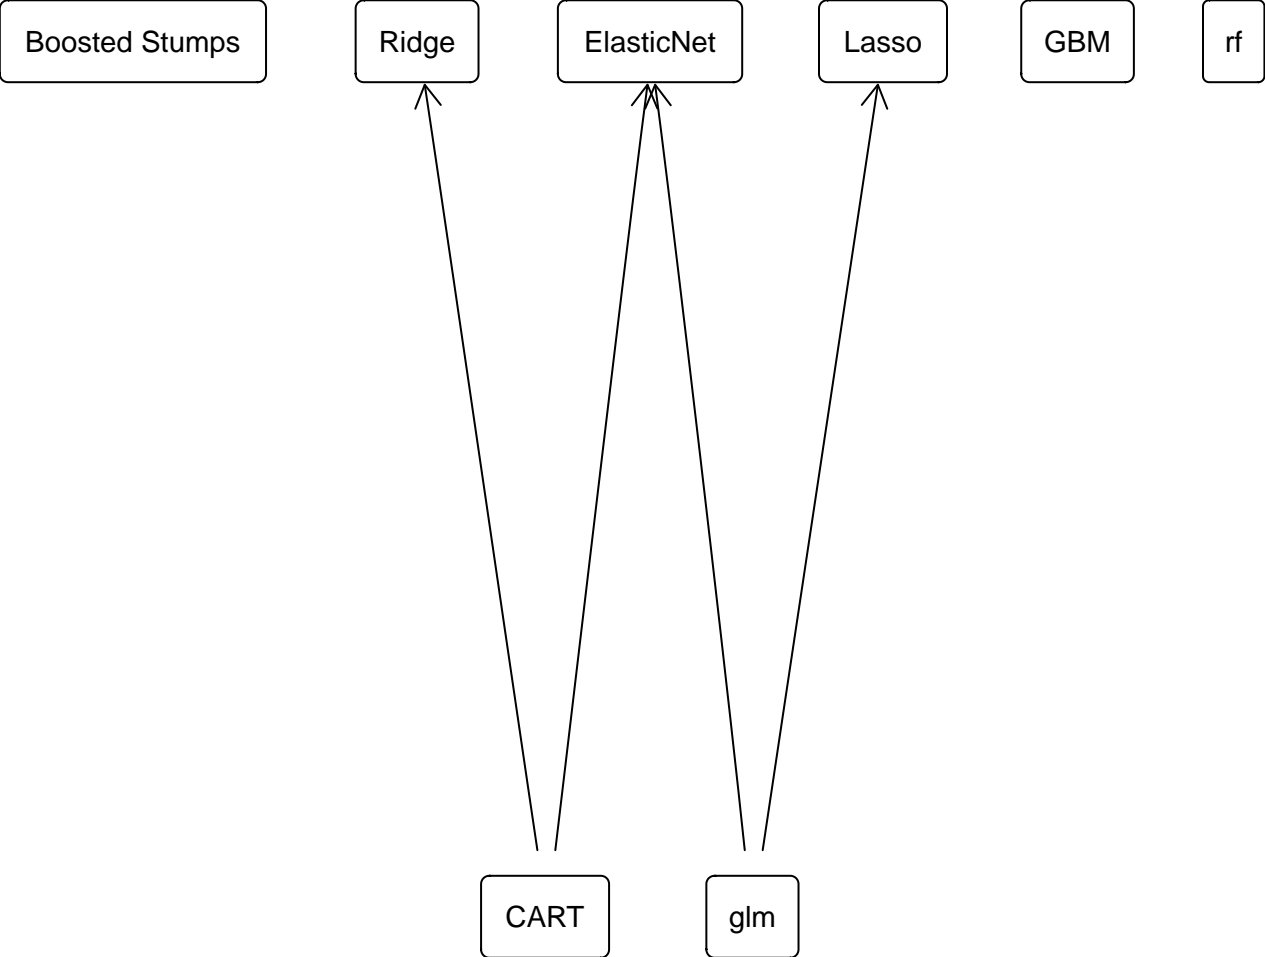 Boosted Stumps
Ridge
ElasticNet
Lasso
GBM
rf
CART
glm